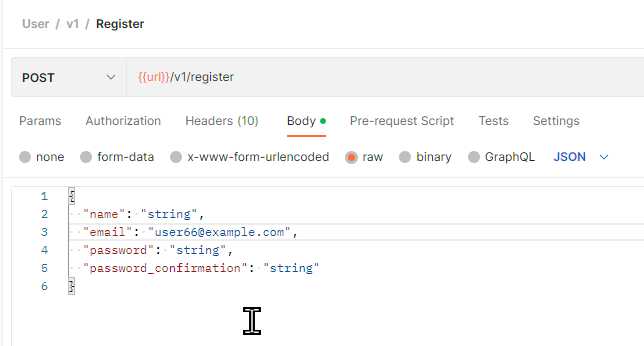 User / v1 / Register
POST {{url}}/v1/register
Params Authorization Headers (10) Body Pre-request Script Tests Settings
none form-data x-www-form-urlencoded raw binary GraphQL JSON
1 {
2 "name": "string",
3 "email": "user66@example.com",
4 "password": "string",
5 "password_confirmation": "string"
6 }